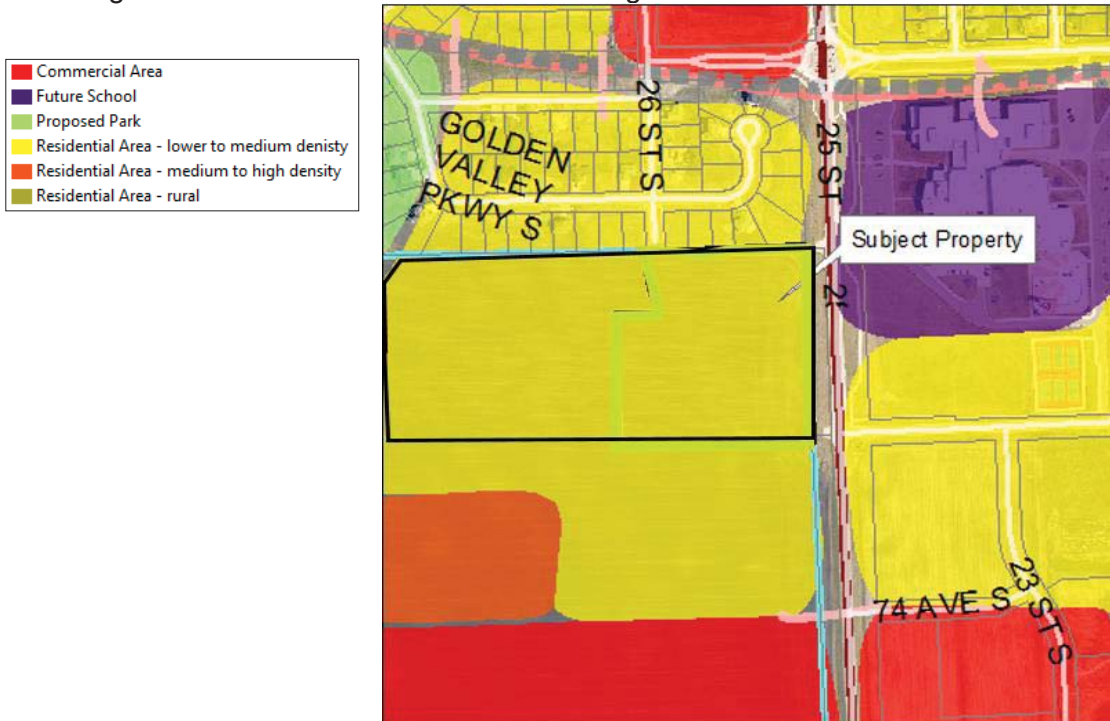 Commercial Area
Future School
Proposed Park
Residential Area - lower to medium denisty
Residential Area - medium to high density
Residential Area - rural
26 ST S
25 ST
GOLDEN
VALLEY
PKWY S
Subject Property
74 AVE S
23 ST S